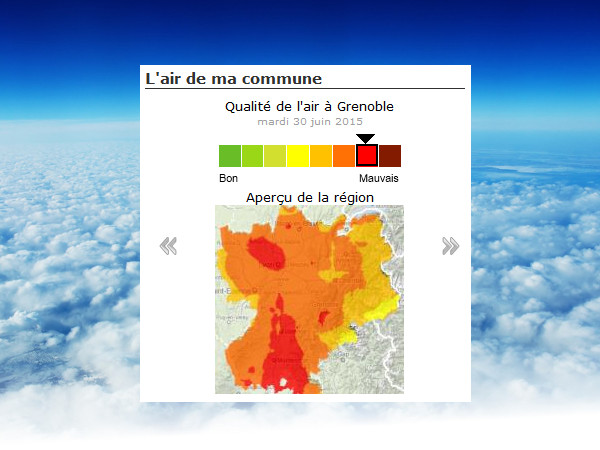 L'air de ma commune
Qualité de l'air à Grenoble
mardi 30 juin 2015
Bon Mauvais
Aperçu de la région